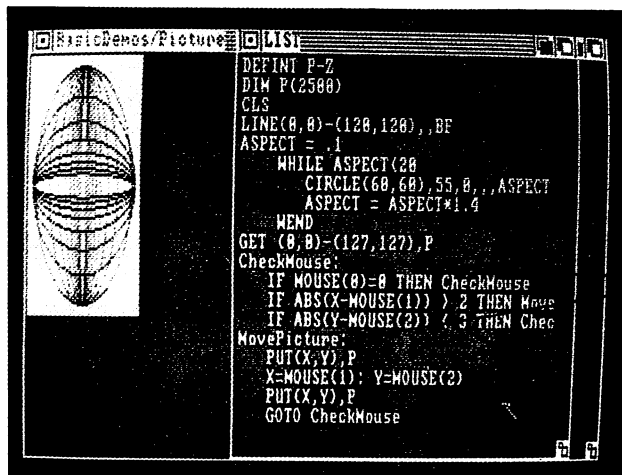 BasicDemos/Picture
LIST
DEFINT P-Z
DIM P(2500)
CLS
LINE(0,0)-(120,120),,BF
ASPECT = .1
WHILE ASPECT<20
CIRCLE(60,60),55,0,,,ASPECT
ASPECT = ASPECT*1.4
WEND
GET (0,0)-(127,127),P
CheckMouse:
IF MOUSE(0)=0 THEN CheckMouse
IF ABS(X-MOUSE(1)) > 2 THEN Move
IF ABS(Y-MOUSE(2)) < 3 THEN Chec
MovePicture:
PUT(X,Y),P
X=MOUSE(1): Y=MOUSE(2)
PUT(X,Y),P
GOTO CheckMouse